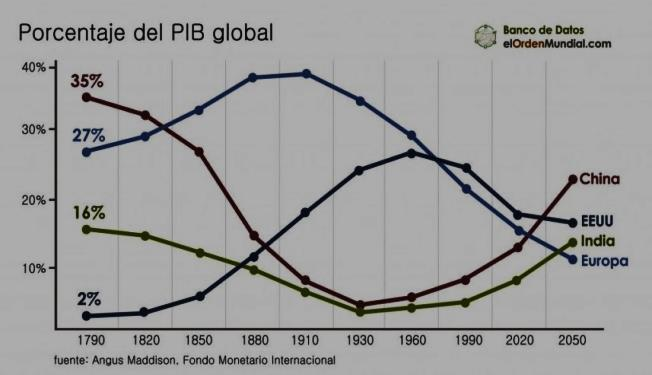 Porcentaje del PIB global
Banco de Datos
elOrdenMundial.com
40%
35%
30%
27%
20%
16%
10%
2%
China
EEUU
India
Europa
1790 1820 1850 1880 1910 1930 1960 1990 2020 2050
fuente: Angus Maddison, Fondo Monetario Internacional